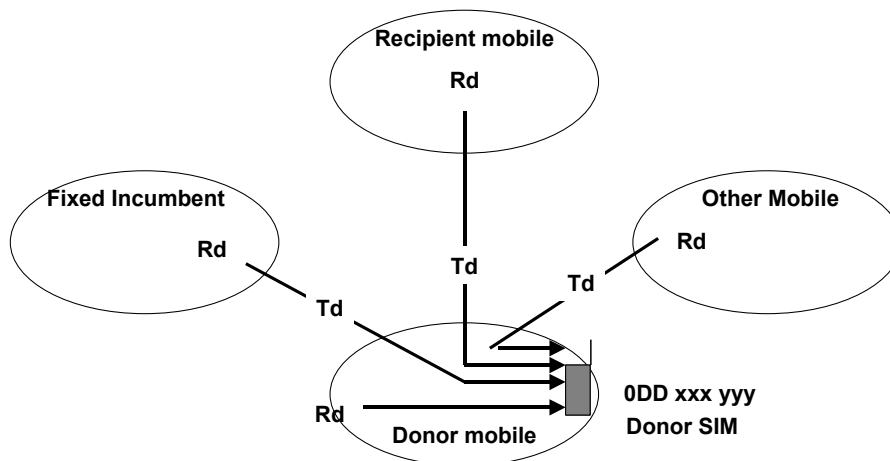 Recipient mobile
Rd
Fixed Incumbent
Other Mobile
Rd
Rd
Td
Td
Td
0DD xxx yyy
Rd
Donor mobile
Donor SIM